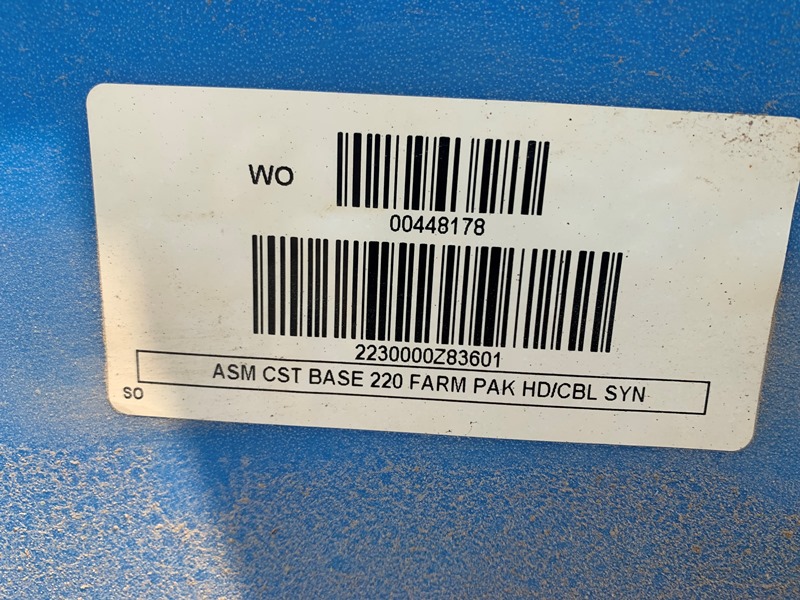 WO
00448178
2230000Z83601
ASM CST BASE 220 FARM PAK HD/CBL SYN
SO